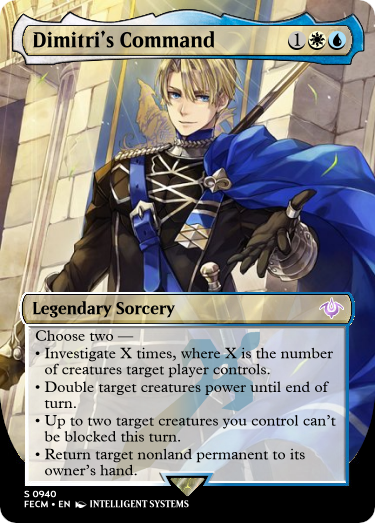 Dimitri's Command 1
Legendary Sorcery
Choose two —
• Investigate X times, where X is the number
of creatures target player controls.
• Double target creatures power until end of
turn.
• Up to two target creatures you control can't
be blocked this turn.
• Return target nonland permanent to its
owner's hand.
S 0940
FECM • EN INTELLIGENT SYSTEMS